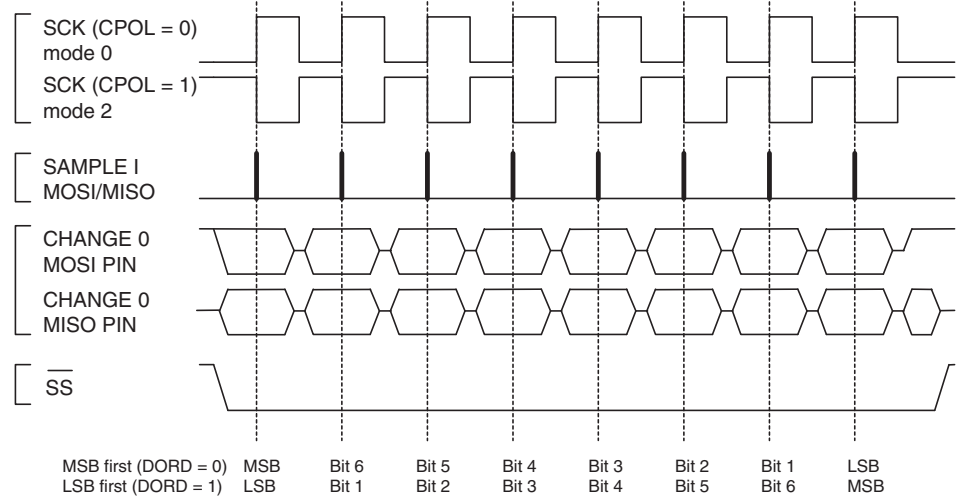 SCK (CPOL = 0)
mode 0
SCK (CPOL = 1)
mode 2
SAMPLE I
MOSI/MISO
CHANGE 0
MOSI PIN
CHANGE 0
MISO PIN
SS
MSB first (DORD = 0) MSB Bit 6 Bit 5 Bit 4 Bit 3 Bit 2 Bit 1 LSB
LSB first (DORD = 1) LSB Bit 1 Bit 2 Bit 3 Bit 4 Bit 5 Bit 6 MSB